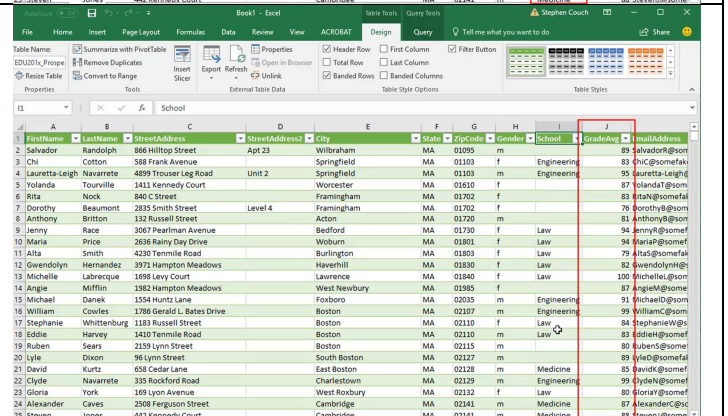 AutoSave Book1 - Excel Table Tools Query Tools Stephen Couch
File Home Insert Page Layout Formulas Data Review View ACROBAT Design Query Tell me what you want to do Share
Table Name: Summarize with PivotTable Properties Header Row First Column Filter Button
EDU201x_Prospe Remove Duplicates Insert Slicer Export Refresh Open in Browser Total Row Last Column
Resize Table Convert to Range Unlink Banded Rows Banded Columns
Properties Tools External Table Data Table Style Options Table Styles
I1 fx School
A B C D E F G H I J
1 FirstName LastName StreetAddress StreetAddress2 City State ZipCode Gender School GradeAvg EmailAddress
2 Salvador Randolph 866 Hilltop Street Apt 23 Wilbraham MA 01095 m 89 SalvadorR@som
3 Chi Cotton 588 Frank Avenue Springfield MA 01103 f Engineering 83 ChiC@somefak
4 Lauretta-Leigh Navarrete 4899 Trouser Leg Road Unit 2 Springfield MA 01103 m Engineering 95 Lauretta-Leigh@
5 Yolanda Tourville 1411 Kennedy Court Worcester MA 01610 f 87 YolandaT@som
6 Rita Nock 840 C Street Framingham MA 01702 f 83 RitaN@somefak
7 Dorothy Beaumont 2835 Smith Street Level 4 Framingham MA 01702 f 76 DorothyB@som
8 Anthony Britton 132 Russell Street Acton MA 01720 m 81 AnthonyB@som
9 Jenny Race 3067 Pearlman Avenue Bedford MA 01730 f Law 94 JennyR@somef
10 Maria Price 2636 Rainy Day Drive Woburn MA 01801 f Law 94 MariaP@somef
11 Alta Smith 4230 Tenmile Road Burlington MA 01803 f Law 79 AltaS@somefak
12 Gwendolyn Hernandez 3971 Hampton Meadows Haverhill MA 01830 f Law 82 GwendolynH@s
13 Michelle Labrecque 1698 Levy Court Lawrence MA 01840 f Law 100 MichelleL@som
14 Angie Mifflin 1982 Hampton Meadows West Newbury MA 01985 f 87 AngieM@some
15 Michael Danek 1554 Huntz Lane Foxboro MA 02035 m Engineering 91 MichaelD@som
16 William Cowles 1786 Gerald L. Bates Drive Boston MA 02107 m Engineering 99 WilliamC@som
17 Stephanie Whittenburg 1183 Russell Street Boston MA 02110 f Law 84 StephanieW@s
18 Eddie Harvey 1410 Tenmile Road Boston MA 02110 m Law 83 EddieH@somef
19 Ruben Sears 2159 Lynn Street Boston MA 02115 m 80 RubenS@somef
20 Lyle Dixon 96 Lynn Street South Boston MA 02127 m 89 LyleD@somefak
21 David Kurtz 658 Cedar Lane East Boston MA 02128 m Medicine 85 DavidK@somef
22 Clyde Navarrete 335 Rockford Road Charlestown MA 02129 m Engineering 99 ClydeN@somef
23 Gloria York 169 Lyon Avenue West Roxbury MA 02132 f Law 80 GloriaY@somef
24 Alexander Caves 2508 Ferguson Street Cambridge MA 02141 m Medicine 87 AlexanderC@so